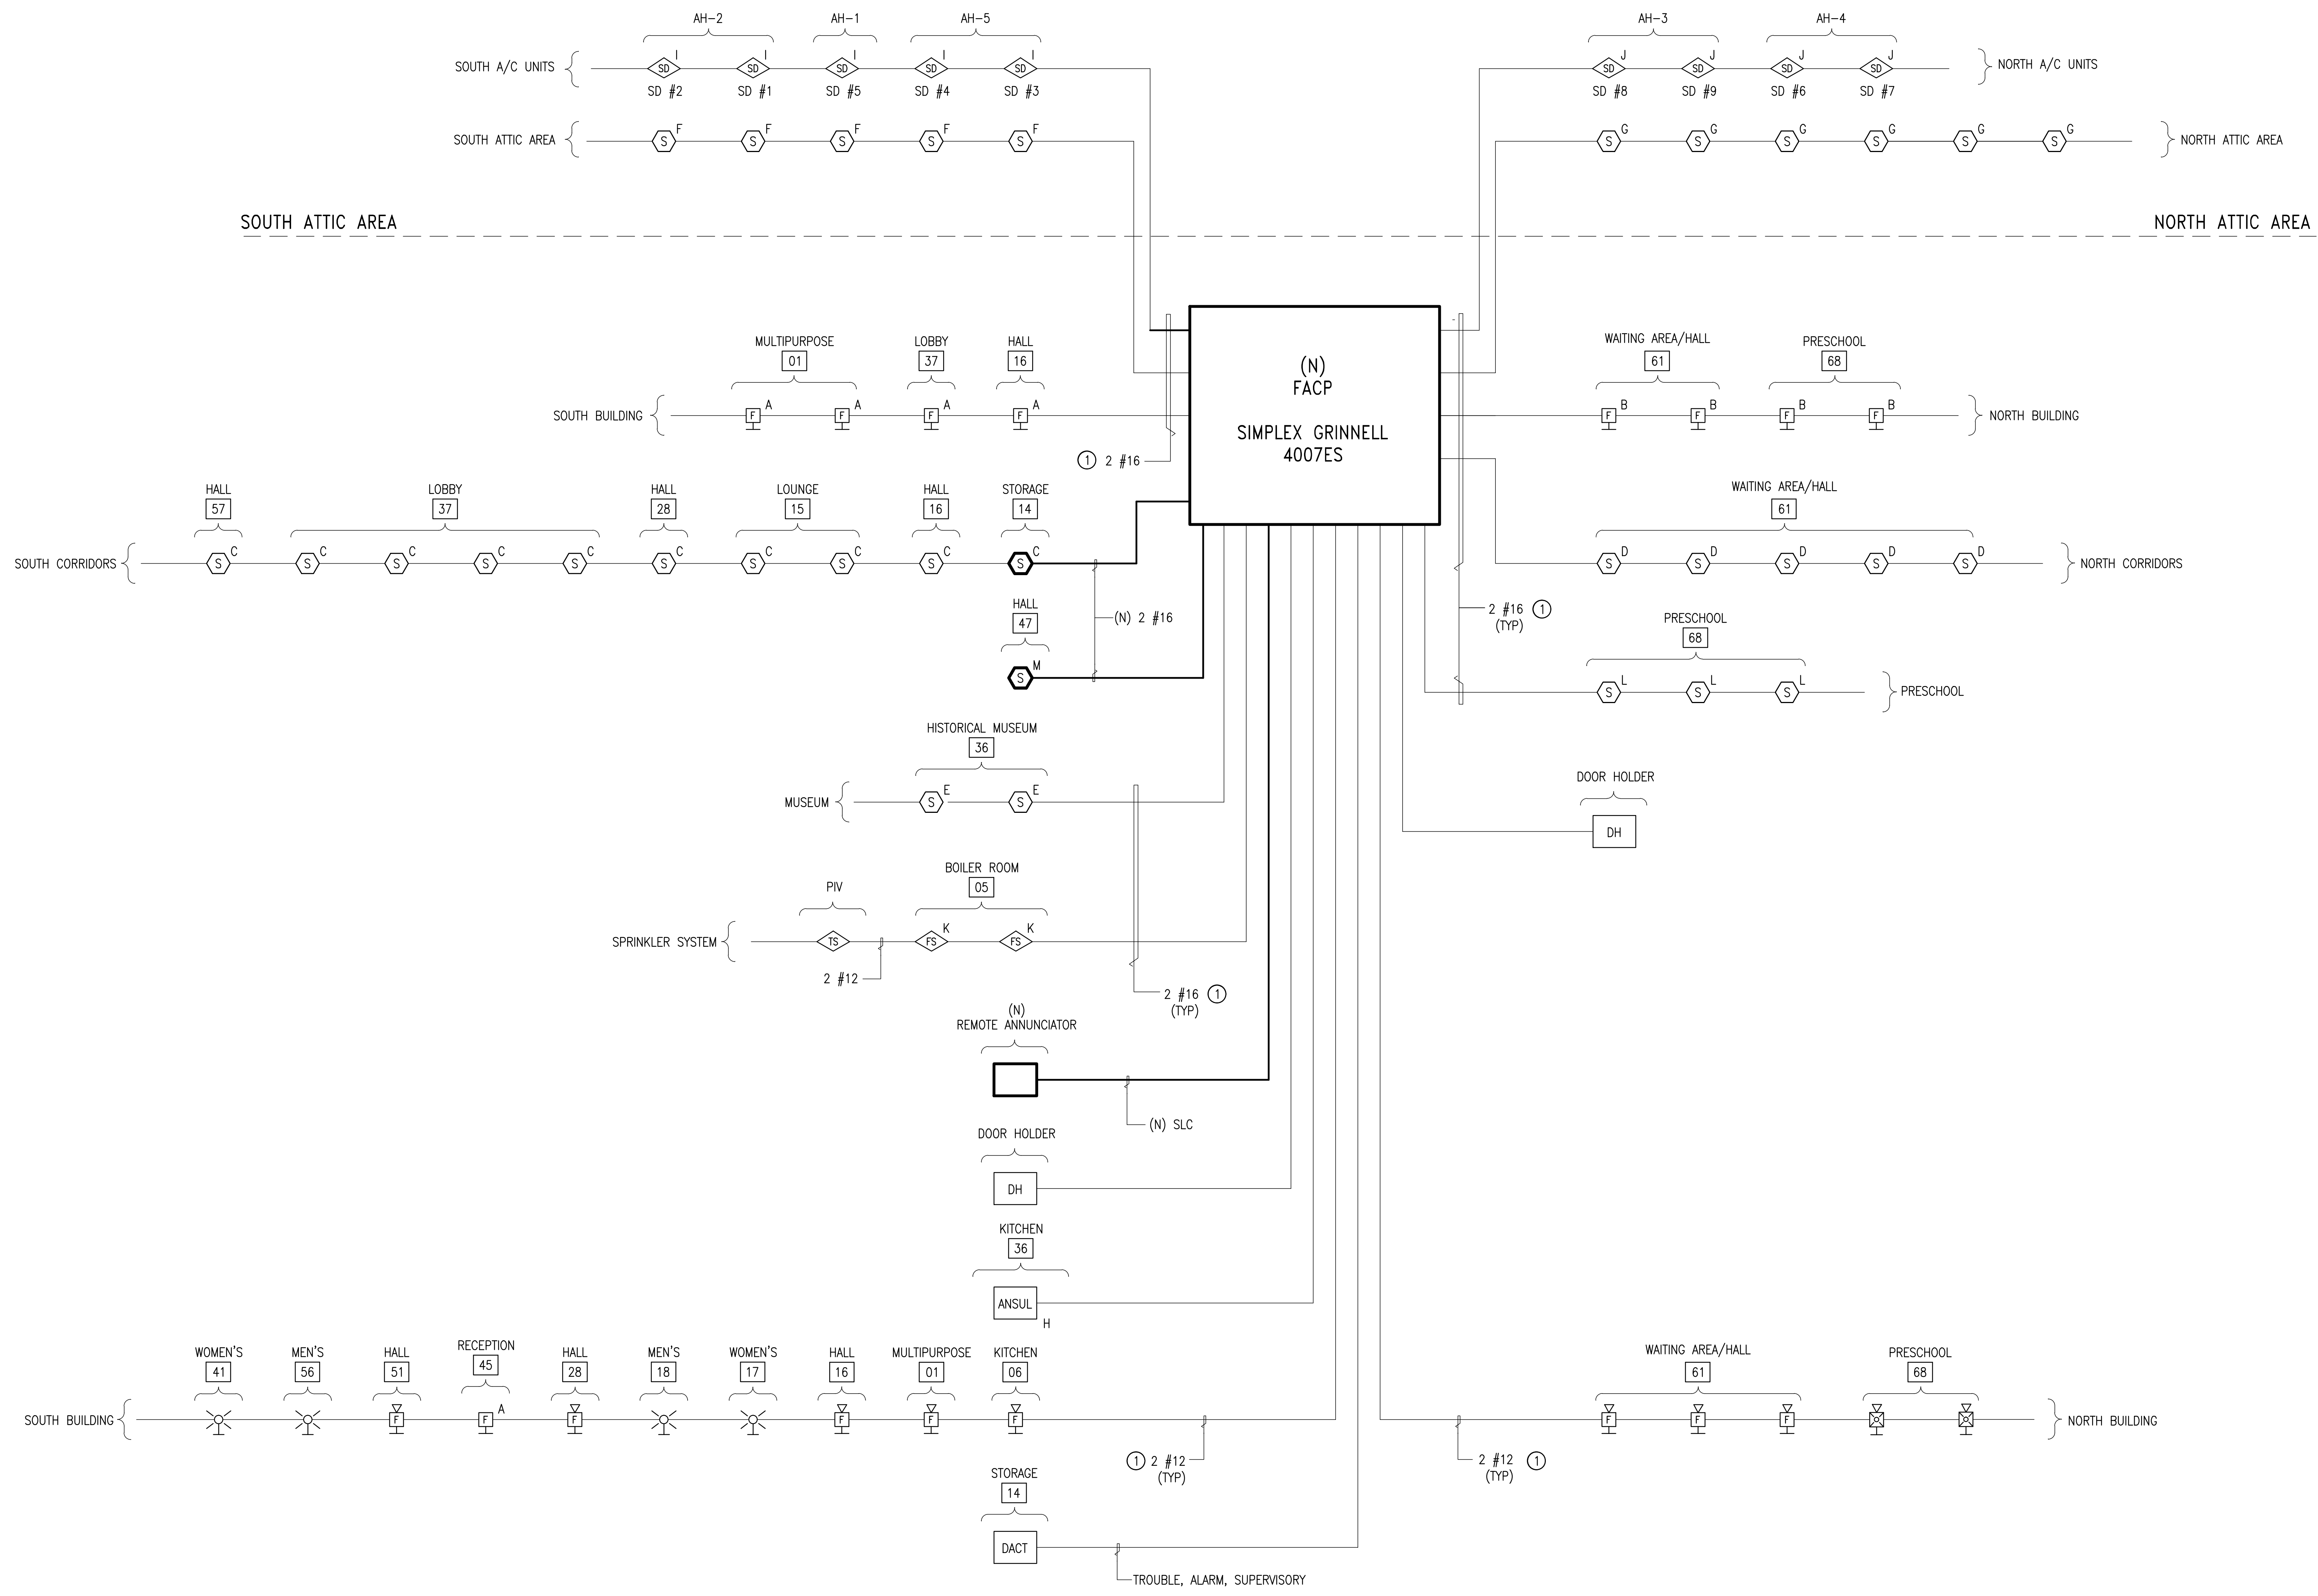 AH-2 AH-1 AH-5 AH-3 AH-4
I I I I I J J J J
SOUTH A/C UNITS SD SD SD SD SD SD SD SD SD NORTH A/C UNITS
SD #2 SD #1 SD #5 SD #4 SD #3 SD #8 SD #9 SD #6 SD #7
F F F F F G G G G G G
SOUTH ATTIC AREA S S S S S S S S S S S NORTH ATTIC AREA
SOUTH ATTIC AREA NORTH ATTIC AREA
MULTIPURPOSE LOBBY HALL
01 37 16
A A A A
SOUTH BUILDING F F F F
(N)
FACP
SIMPLEX GRINNELL
4007ES
1 2 #16
WAITING AREA/HALL PRESCHOOL
61 68
B B B B
F F F F NORTH BUILDING
HALL LOBBY HALL LOUNGE HALL STORAGE
57 37 28 15 16 14
C C C C C C C C C C
SOUTH CORRIDORS S S S S S S S S S S
WAITING AREA/HALL
61
D D D D D
S S S S S NORTH CORRIDORS
HALL
47
(N) 2 #16
M
S
2 #16 1
(TYP)
PRESCHOOL
68
L L L
S S S PRESCHOOL
HISTORICAL MUSEUM
36
E E
MUSEUM S S
DOOR HOLDER
DH
PIV BOILER ROOM
05
K K
SPRINKLER SYSTEM TS FS FS
2 #12
2 #16 1
(TYP)
(N)
REMOTE ANNUNCIATOR
(N) SLC
DOOR HOLDER
DH
KITCHEN
36
ANSUL
H
WOMEN'S MEN'S HALL RECEPTION HALL MEN'S WOMEN'S HALL MULTIPURPOSE KITCHEN
41 56 51 45 28 18 17 16 01 06
A
SOUTH BUILDING F F F F F F
WAITING AREA/HALL PRESCHOOL
61 68
F F F NORTH BUILDING
1 2 #12
(TYP)
2 #12 1
(TYP)
STORAGE
14
DACT
TROUBLE, ALARM, SUPERVISORY